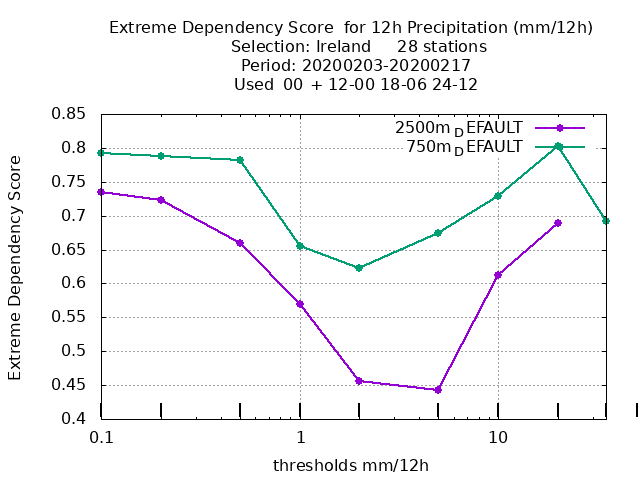 Extreme Dependency Score  for 12h Precipitation (mm/12h)
Selection: Ireland     28 stations
Period: 20200203-20200217
Used  00  + 12-00 18-06 24-12
2500m_DEFAULT
750m_DEFAULT
0.85
0.8
0.75
0.7
0.65
0.6
0.55
0.5
0.45
0.4
Extreme Dependency Score
0.1 1 10
thresholds mm/12h